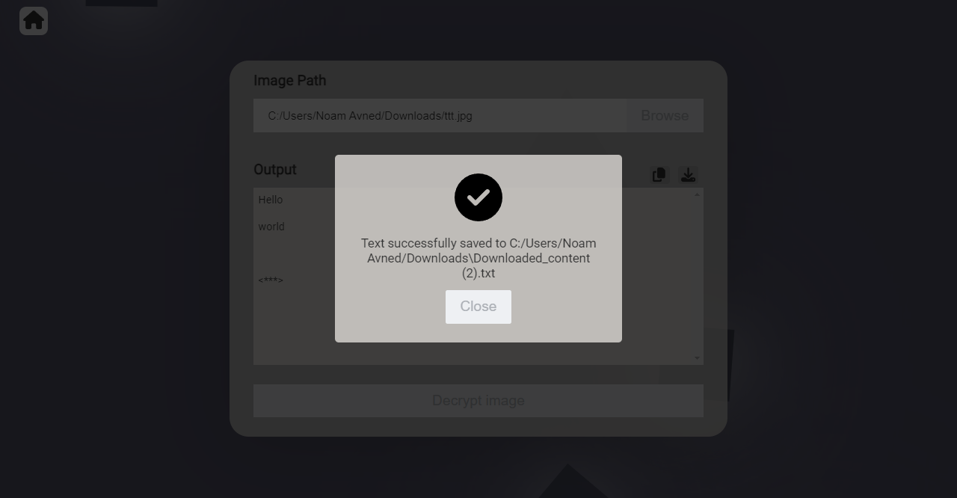 Image Path
C:/Users/Noam Avned/Downloads/ttt.jpg
Browse
Output
Hello
world
<***>
Text successfully saved to C:/Users/Noam
Avned/Downloads\Downloaded_content
(2).txt
Close
Decrypt image